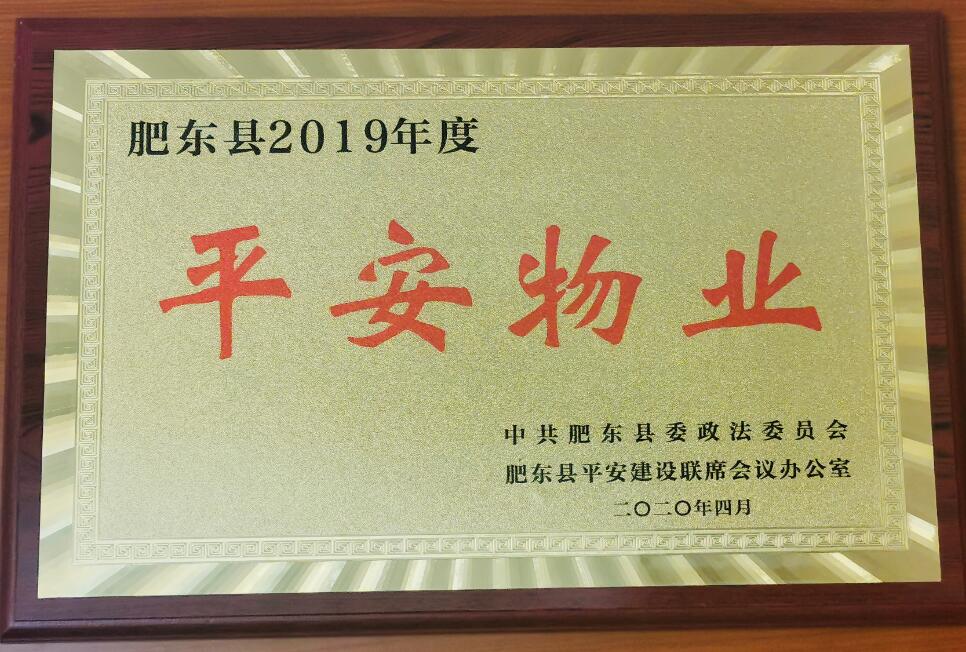 肥东县2019年度
平安物业
中共肥东县委政法委员会
肥东县平安建设联席会议办公室
二〇二〇年四月